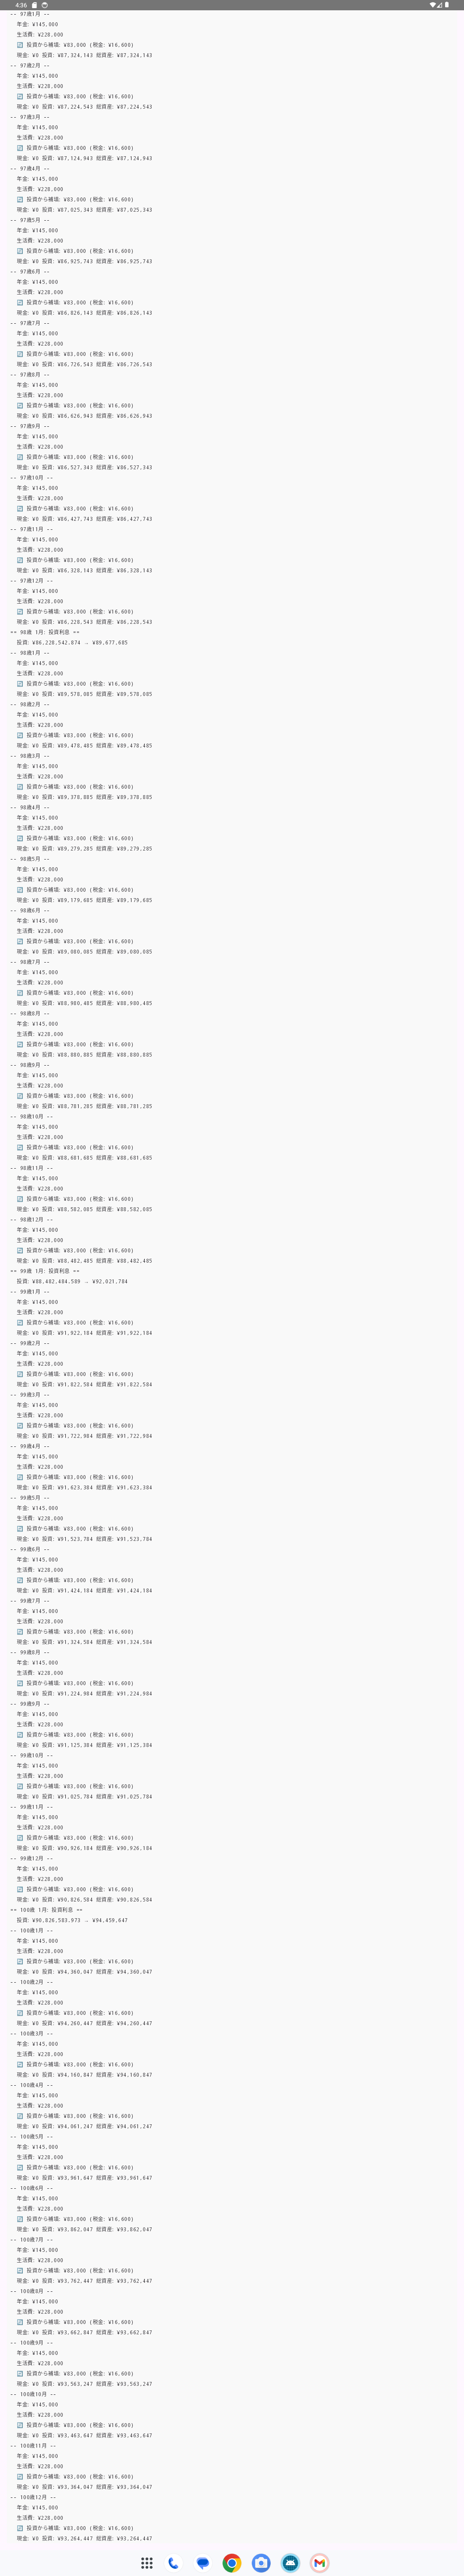 4:36
-- 97歳1月 --
年金: ¥145,000
生活費: ¥228,000
🔄 投資から補填: ¥83,000 (税金: ¥16,600)
現金: ¥0 投資: ¥87,324,143 総資産: ¥87,324,143
-- 97歳2月 --
年金: ¥145,000
生活費: ¥228,000
🔄 投資から補填: ¥83,000 (税金: ¥16,600)
現金: ¥0 投資: ¥87,224,543 総資産: ¥87,224,543
-- 97歳3月 --
年金: ¥145,000
生活費: ¥228,000
🔄 投資から補填: ¥83,000 (税金: ¥16,600)
現金: ¥0 投資: ¥87,124,943 総資産: ¥87,124,943
-- 97歳4月 --
年金: ¥145,000
生活費: ¥228,000
🔄 投資から補填: ¥83,000 (税金: ¥16,600)
現金: ¥0 投資: ¥87,025,343 総資産: ¥87,025,343
-- 97歳5月 --
年金: ¥145,000
生活費: ¥228,000
🔄 投資から補填: ¥83,000 (税金: ¥16,600)
現金: ¥0 投資: ¥86,925,743 総資産: ¥86,925,743
-- 97歳6月 --
年金: ¥145,000
生活費: ¥228,000
🔄 投資から補填: ¥83,000 (税金: ¥16,600)
現金: ¥0 投資: ¥86,826,143 総資産: ¥86,826,143
-- 97歳7月 --
年金: ¥145,000
生活費: ¥228,000
🔄 投資から補填: ¥83,000 (税金: ¥16,600)
現金: ¥0 投資: ¥86,726,543 総資産: ¥86,726,543
-- 97歳8月 --
年金: ¥145,000
生活費: ¥228,000
🔄 投資から補填: ¥83,000 (税金: ¥16,600)
現金: ¥0 投資: ¥86,626,943 総資産: ¥86,626,943
-- 97歳9月 --
年金: ¥145,000
生活費: ¥228,000
🔄 投資から補填: ¥83,000 (税金: ¥16,600)
現金: ¥0 投資: ¥86,527,343 総資産: ¥86,527,343
-- 97歳10月 --
年金: ¥145,000
生活費: ¥228,000
🔄 投資から補填: ¥83,000 (税金: ¥16,600)
現金: ¥0 投資: ¥86,427,743 総資産: ¥86,427,743
-- 97歳11月 --
年金: ¥145,000
生活費: ¥228,000
🔄 投資から補填: ¥83,000 (税金: ¥16,600)
現金: ¥0 投資: ¥86,328,143 総資産: ¥86,328,143
-- 97歳12月 --
年金: ¥145,000
生活費: ¥228,000
🔄 投資から補填: ¥83,000 (税金: ¥16,600)
現金: ¥0 投資: ¥86,228,543 総資産: ¥86,228,543
== 98歳 1月: 投資利息 ==
投資: ¥86,228,542.874 → ¥89,677,685
-- 98歳1月 --
年金: ¥145,000
生活費: ¥228,000
🔄 投資から補填: ¥83,000 (税金: ¥16,600)
現金: ¥0 投資: ¥89,578,085 総資産: ¥89,578,085
-- 98歳2月 --
年金: ¥145,000
生活費: ¥228,000
🔄 投資から補填: ¥83,000 (税金: ¥16,600)
現金: ¥0 投資: ¥89,478,485 総資産: ¥89,478,485
-- 98歳3月 --
年金: ¥145,000
生活費: ¥228,000
🔄 投資から補填: ¥83,000 (税金: ¥16,600)
現金: ¥0 投資: ¥89,378,885 総資産: ¥89,378,885
-- 98歳4月 --
年金: ¥145,000
生活費: ¥228,000
🔄 投資から補填: ¥83,000 (税金: ¥16,600)
現金: ¥0 投資: ¥89,279,285 総資産: ¥89,279,285
-- 98歳5月 --
年金: ¥145,000
生活費: ¥228,000
🔄 投資から補填: ¥83,000 (税金: ¥16,600)
現金: ¥0 投資: ¥89,179,685 総資産: ¥89,179,685
-- 98歳6月 --
年金: ¥145,000
生活費: ¥228,000
🔄 投資から補填: ¥83,000 (税金: ¥16,600)
現金: ¥0 投資: ¥89,080,085 総資産: ¥89,080,085
-- 98歳7月 --
年金: ¥145,000
生活費: ¥228,000
🔄 投資から補填: ¥83,000 (税金: ¥16,600)
現金: ¥0 投資: ¥88,980,485 総資産: ¥88,980,485
-- 98歳8月 --
年金: ¥145,000
生活費: ¥228,000
🔄 投資から補填: ¥83,000 (税金: ¥16,600)
現金: ¥0 投資: ¥88,880,885 総資産: ¥88,880,885
-- 98歳9月 --
年金: ¥145,000
生活費: ¥228,000
🔄 投資から補填: ¥83,000 (税金: ¥16,600)
現金: ¥0 投資: ¥88,781,285 総資産: ¥88,781,285
-- 98歳10月 --
年金: ¥145,000
生活費: ¥228,000
🔄 投資から補填: ¥83,000 (税金: ¥16,600)
現金: ¥0 投資: ¥88,681,685 総資産: ¥88,681,685
-- 98歳11月 --
年金: ¥145,000
生活費: ¥228,000
🔄 投資から補填: ¥83,000 (税金: ¥16,600)
現金: ¥0 投資: ¥88,582,085 総資産: ¥88,582,085
-- 98歳12月 --
年金: ¥145,000
生活費: ¥228,000
🔄 投資から補填: ¥83,000 (税金: ¥16,600)
現金: ¥0 投資: ¥88,482,485 総資産: ¥88,482,485
== 99歳 1月: 投資利息 ==
投資: ¥88,482,484.589 → ¥92,021,784
-- 99歳1月 --
年金: ¥145,000
生活費: ¥228,000
🔄 投資から補填: ¥83,000 (税金: ¥16,600)
現金: ¥0 投資: ¥91,922,184 総資産: ¥91,922,184
-- 99歳2月 --
年金: ¥145,000
生活費: ¥228,000
🔄 投資から補填: ¥83,000 (税金: ¥16,600)
現金: ¥0 投資: ¥91,822,584 総資産: ¥91,822,584
-- 99歳3月 --
年金: ¥145,000
生活費: ¥228,000
🔄 投資から補填: ¥83,000 (税金: ¥16,600)
現金: ¥0 投資: ¥91,722,984 総資産: ¥91,722,984
-- 99歳4月 --
年金: ¥145,000
生活費: ¥228,000
🔄 投資から補填: ¥83,000 (税金: ¥16,600)
現金: ¥0 投資: ¥91,623,384 総資産: ¥91,623,384
-- 99歳5月 --
年金: ¥145,000
生活費: ¥228,000
🔄 投資から補填: ¥83,000 (税金: ¥16,600)
現金: ¥0 投資: ¥91,523,784 総資産: ¥91,523,784
-- 99歳6月 --
年金: ¥145,000
生活費: ¥228,000
🔄 投資から補填: ¥83,000 (税金: ¥16,600)
現金: ¥0 投資: ¥91,424,184 総資産: ¥91,424,184
-- 99歳7月 --
年金: ¥145,000
生活費: ¥228,000
🔄 投資から補填: ¥83,000 (税金: ¥16,600)
現金: ¥0 投資: ¥91,324,584 総資産: ¥91,324,584
-- 99歳8月 --
年金: ¥145,000
生活費: ¥228,000
🔄 投資から補填: ¥83,000 (税金: ¥16,600)
現金: ¥0 投資: ¥91,224,984 総資産: ¥91,224,984
-- 99歳9月 --
年金: ¥145,000
生活費: ¥228,000
🔄 投資から補填: ¥83,000 (税金: ¥16,600)
現金: ¥0 投資: ¥91,125,384 総資産: ¥91,125,384
-- 99歳10月 --
年金: ¥145,000
生活費: ¥228,000
🔄 投資から補填: ¥83,000 (税金: ¥16,600)
現金: ¥0 投資: ¥91,025,784 総資産: ¥91,025,784
-- 99歳11月 --
年金: ¥145,000
生活費: ¥228,000
🔄 投資から補填: ¥83,000 (税金: ¥16,600)
現金: ¥0 投資: ¥90,926,184 総資産: ¥90,926,184
-- 99歳12月 --
年金: ¥145,000
生活費: ¥228,000
🔄 投資から補填: ¥83,000 (税金: ¥16,600)
現金: ¥0 投資: ¥90,826,584 総資産: ¥90,826,584
== 100歳 1月: 投資利息 ==
投資: ¥90,826,583.973 → ¥94,459,647
-- 100歳1月 --
年金: ¥145,000
生活費: ¥228,000
🔄 投資から補填: ¥83,000 (税金: ¥16,600)
現金: ¥0 投資: ¥94,360,047 総資産: ¥94,360,047
-- 100歳2月 --
年金: ¥145,000
生活費: ¥228,000
🔄 投資から補填: ¥83,000 (税金: ¥16,600)
現金: ¥0 投資: ¥94,260,447 総資産: ¥94,260,447
-- 100歳3月 --
年金: ¥145,000
生活費: ¥228,000
🔄 投資から補填: ¥83,000 (税金: ¥16,600)
現金: ¥0 投資: ¥94,160,847 総資産: ¥94,160,847
-- 100歳4月 --
年金: ¥145,000
生活費: ¥228,000
🔄 投資から補填: ¥83,000 (税金: ¥16,600)
現金: ¥0 投資: ¥94,061,247 総資産: ¥94,061,247
-- 100歳5月 --
年金: ¥145,000
生活費: ¥228,000
🔄 投資から補填: ¥83,000 (税金: ¥16,600)
現金: ¥0 投資: ¥93,961,647 総資産: ¥93,961,647
-- 100歳6月 --
年金: ¥145,000
生活費: ¥228,000
🔄 投資から補填: ¥83,000 (税金: ¥16,600)
現金: ¥0 投資: ¥93,862,047 総資産: ¥93,862,047
-- 100歳7月 --
年金: ¥145,000
生活費: ¥228,000
🔄 投資から補填: ¥83,000 (税金: ¥16,600)
現金: ¥0 投資: ¥93,762,447 総資産: ¥93,762,447
-- 100歳8月 --
年金: ¥145,000
生活費: ¥228,000
🔄 投資から補填: ¥83,000 (税金: ¥16,600)
現金: ¥0 投資: ¥93,662,847 総資産: ¥93,662,847
-- 100歳9月 --
年金: ¥145,000
生活費: ¥228,000
🔄 投資から補填: ¥83,000 (税金: ¥16,600)
現金: ¥0 投資: ¥93,563,247 総資産: ¥93,563,247
-- 100歳10月 --
年金: ¥145,000
生活費: ¥228,000
🔄 投資から補填: ¥83,000 (税金: ¥16,600)
現金: ¥0 投資: ¥93,463,647 総資産: ¥93,463,647
-- 100歳11月 --
年金: ¥145,000
生活費: ¥228,000
🔄 投資から補填: ¥83,000 (税金: ¥16,600)
現金: ¥0 投資: ¥93,364,047 総資産: ¥93,364,047
-- 100歳12月 --
年金: ¥145,000
生活費: ¥228,000
🔄 投資から補填: ¥83,000 (税金: ¥16,600)
現金: ¥0 投資: ¥93,264,447 総資産: ¥93,264,447